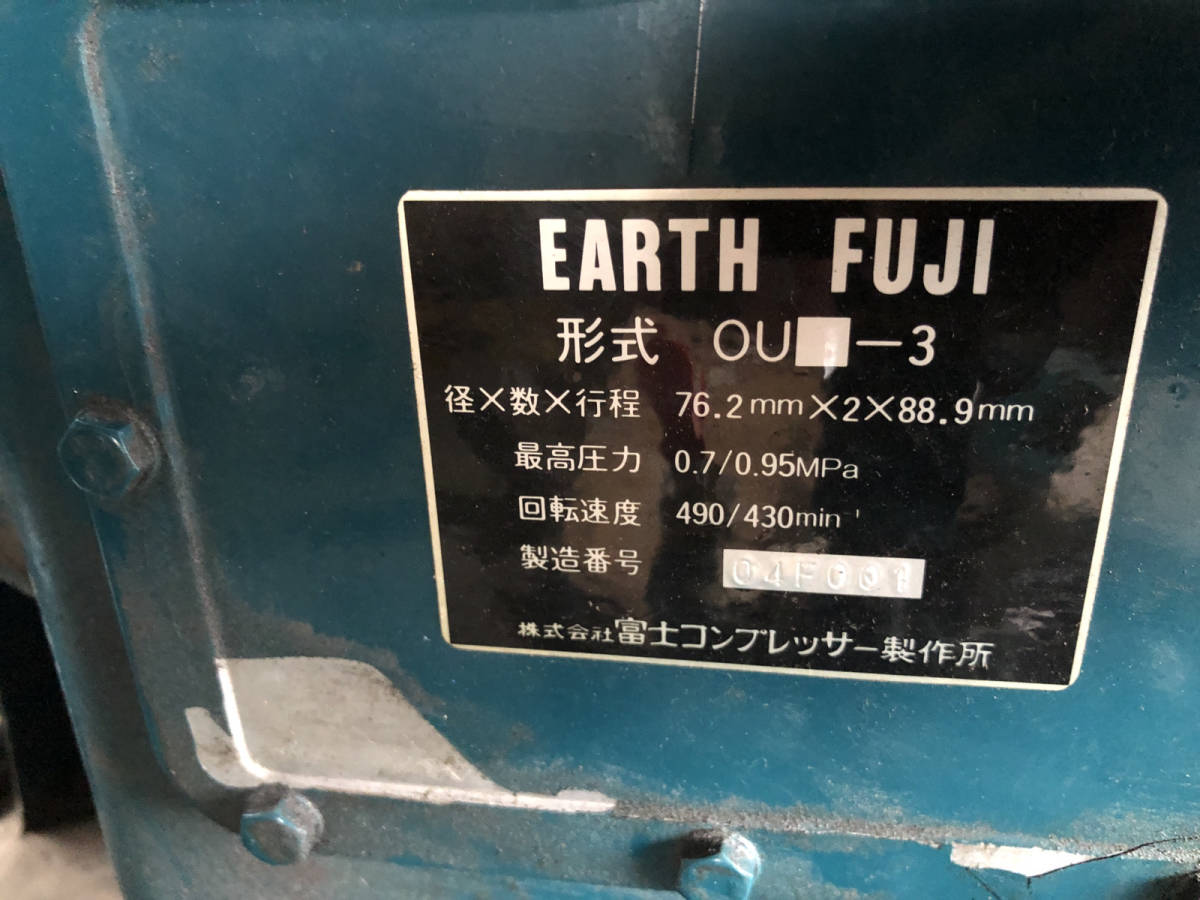 EARTH FUJI
形式 OU -3
径×数×行程 76.2mm×2×88.9mm
最高圧力 0.7/0.95MPa
回転速度 490/430min⁻¹
製造番号 04F001
株式会社富士コンプレッサー製作所